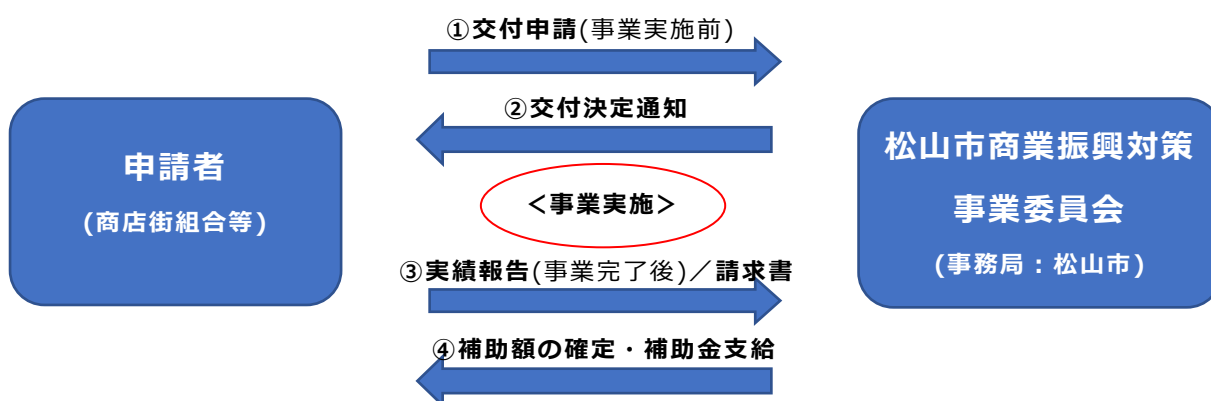 ①交付申請(事業実施前)
②交付決定通知
申請者
(商店街組合等)
<事業実施>
松山市商業振興対策
事業委員会
(事務局：松山市)
③実績報告(事業完了後)／請求書
④補助額の確定・補助金支給